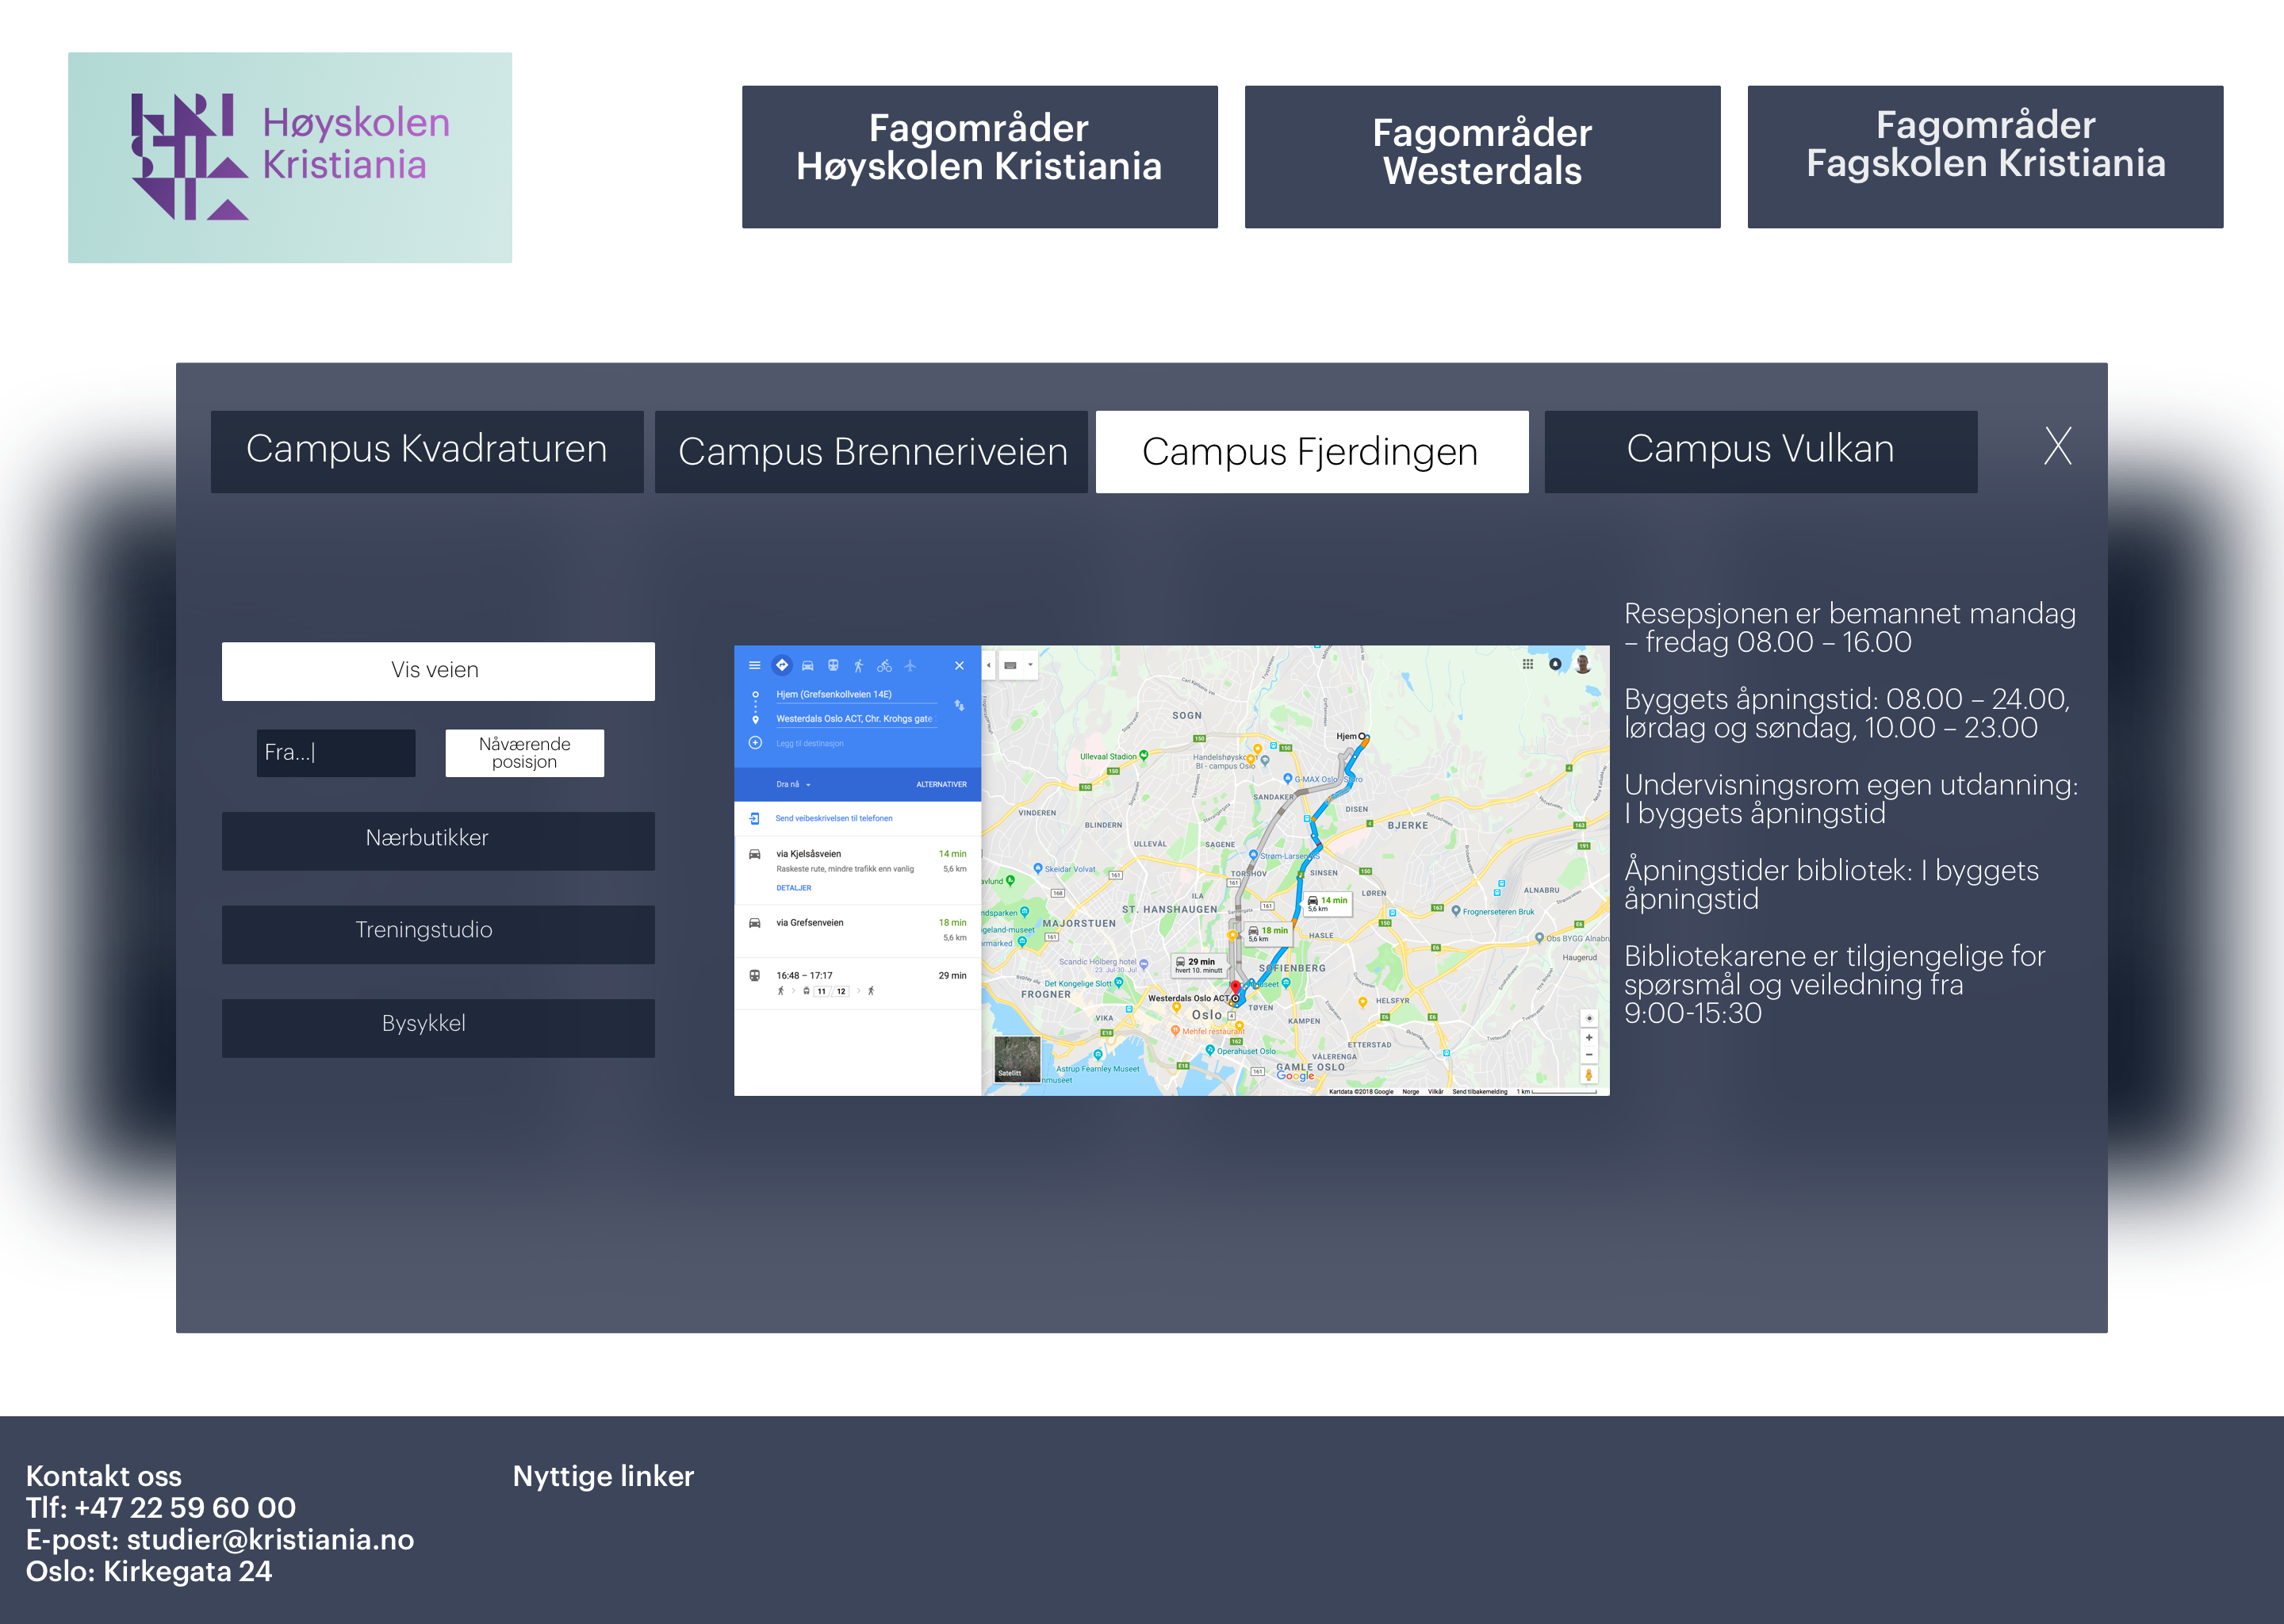 Høyskolen
Kristiania
Fagområder
Høyskolen Kristiania
Fagområder
Westerdals
Fagområder
Fagskolen Kristiania
Campus Kvadraturen
Campus Brenneriveien
Campus Fjerdingen
Campus Vulkan
X
Vis veien
Fra...|
Nåværende
posisjon
Nærbutikker
Treningstudio
Bysykkel
Hjem (Grefsenkollveien 14E)
Westerdals Oslo ACT, Chr. Krohgs gate
Legg til destinasjon
Dra nå
ALTERNATIVER
Send veibeskrivelsen til telefonen
via Kjelsåsveien 14 min
Raskeste rute, mindre trafikk enn vanlig 5,6 km
DETALJER
via Grefsenveien 18 min
5,6 km
16:48 – 17:17 29 min
11 12
SOGN
Hjem
Ullevaal Stadion
Handelshøysko
BI - campus Oslo
G-MAX Oslo
SANDAKER
DISEN
VINDEREN
BLINDERN
BJERKE
ULLEVÅL
SAGENE
Strøm-Larsen AS
Skeidar Volvat
TORSHOV
SINSEN
LØREN
ALNABRU
ILA
14 min
5,6 km
ST. HANSHAUGEN
Frognerseteren Bruk
MAJORSTUEN
18 min
5,6 km
HASLE
Obs BYGG Alnabru
Haugerud
Scandic Holberg hotel
23. Jul-30. Jul
29 min
hvert 10. minutt
SOFIENBERG
Det Kongelige Slott
FROGNER
Westerdals Oslo ACT
TØYEN
HELSFYR
VIKA
Oslo
KAMPEN
Mehfel restaurant
ETTERSTAD
Operahuset Oslo
VÅLERENGA
GAMLE OSLO
Astrup Fearnley Museet
Satellitt
Google
Kartdata ©2018 Google Norge Vilkår Send tilbakemelding 1 km
Resepsjonen er bemannet mandag
– fredag 08.00 – 16.00
Byggets åpningstid: 08.00 – 24.00,
lørdag og søndag, 10.00 – 23.00
Undervisningsrom egen utdanning:
I byggets åpningstid
Åpningstider bibliotek: I byggets
åpningstid
Bibliotekarene er tilgjengelige for
spørsmål og veiledning fra
9:00-15:30
Kontakt oss
Tlf: +47 22 59 60 00
E-post: studier@kristiania.no
Oslo: Kirkegata 24
Nyttige linker